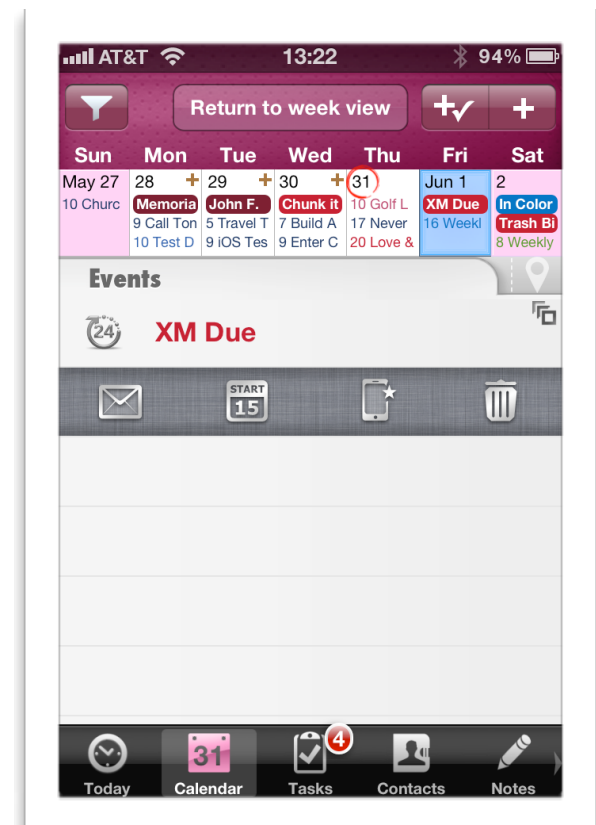 AT&T 13:22 94%
Return to week view
Sun Mon Tue Wed Thu Fri Sat
May 27 28 29 30 31 Jun 1 2
10 Churc Memoria John F. Chunk it 10 Golf L XM Due In Color
9 Call Ton 5 Travel T 7 Build A 17 Never 16 Weekl Trash Bi
10 Test D 9 iOS Tes 9 Enter C 20 Love & 8 Weekly
Events
24 XM Due
START
15
31 4
Today Calendar Tasks Contacts Notes